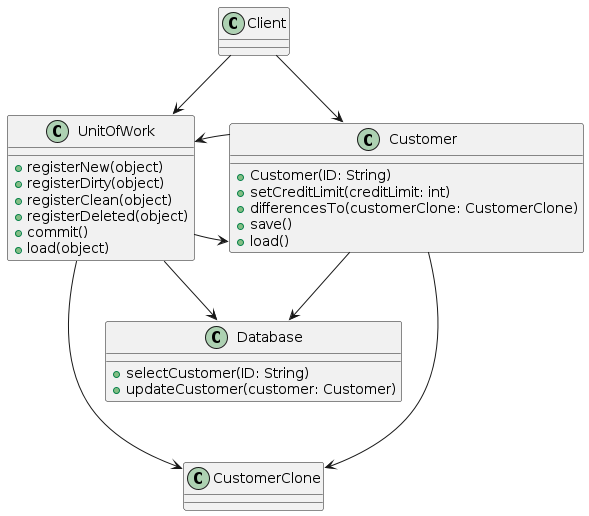 C Client
C UnitOfWork
registerNew(object)
registerDirty(object)
registerClean(object)
registerDeleted(object)
commit()
load(object)
C Customer
Customer(ID: String)
setCreditLimit(creditLimit: int)
differencesTo(customerClone: CustomerClone)
save()
load()
C Database
selectCustomer(ID: String)
updateCustomer(customer: Customer)
C CustomerClone